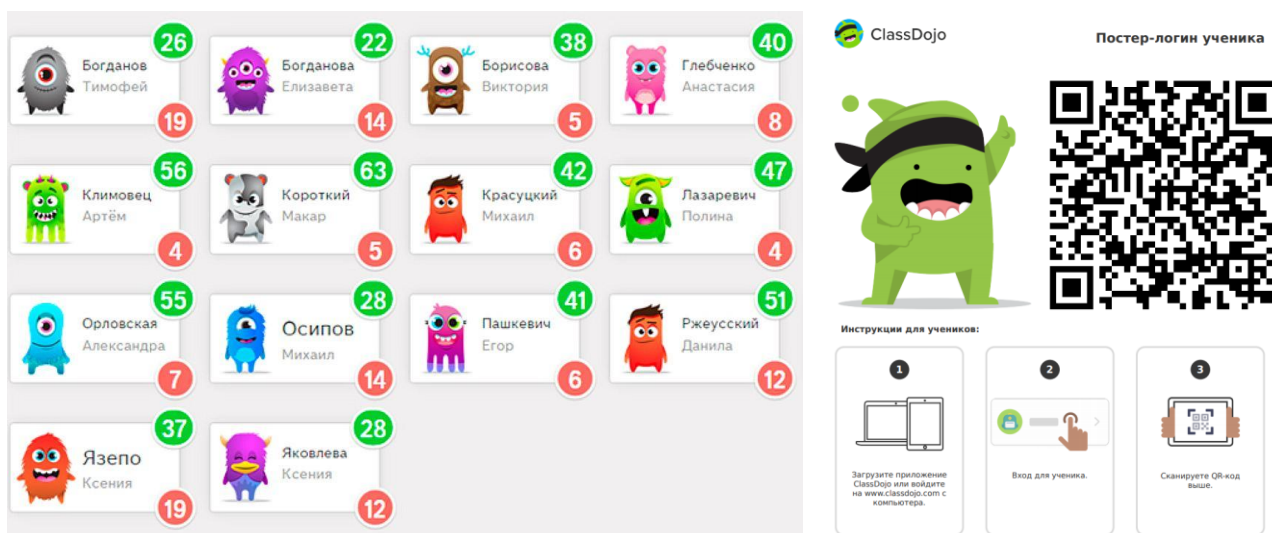 26
Богданов
Тимофей
19
22
Богданова
Елизавета
14
38
Борисова
Виктория
5
40
Глебченко
Анастасия
8
56
Климовец
Артём
4
63
Короткий
Макар
5
42
Красуцкий
Михаил
6
47
Лазаревич
Полина
4
55
Орловская
Александра
7
28
Осипов
Михаил
14
41
Пашкевич
Егор
6
51
Ржеусский
Данила
12
37
Язепо
Ксения
19
28
Яковлева
Ксения
12
ClassDojo
Постер-логин ученика
Инструкции для учеников:
1
Загрузите приложение
ClassDojo или войдите
на www.classdojo.com с
компьютера.
2
Вход для ученика.
3
Сканируете QR-код
выше.